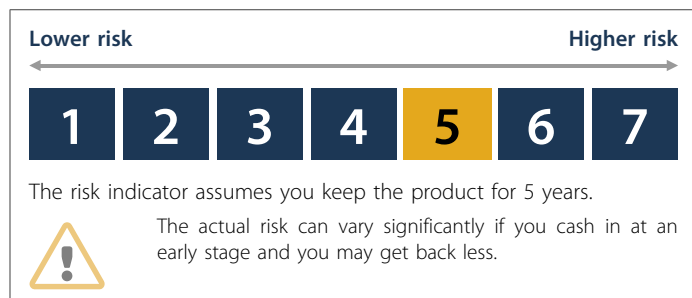 Lower risk Higher risk
1 2 3 4 5 6 7
The risk indicator assumes you keep the product for 5 years.
The actual risk can vary significantly if you cash in at an
early stage and you may get back less.